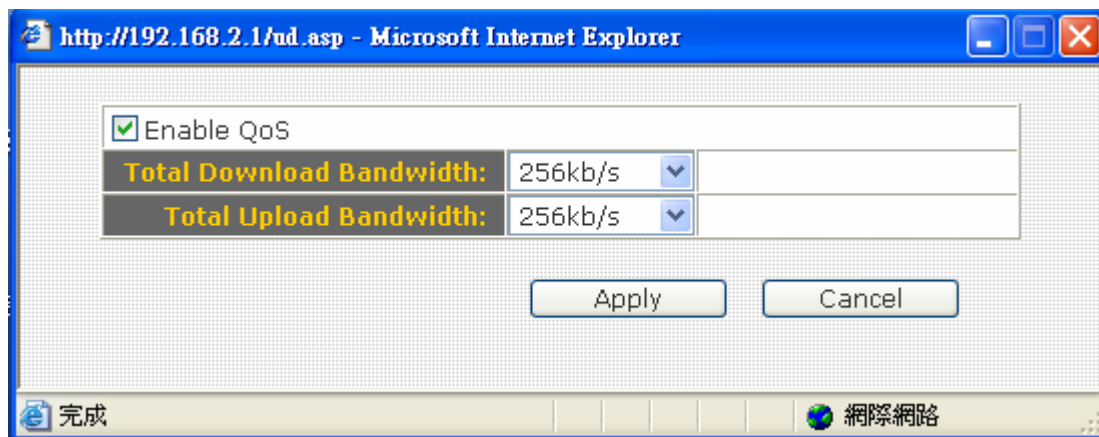 http://192.168.2.1/ud.asp - Microsoft Internet Explorer
Enable QoS
Total Download Bandwidth: 256kb/s
Total Upload Bandwidth: 256kb/s
Apply Cancel
完成 網際網路